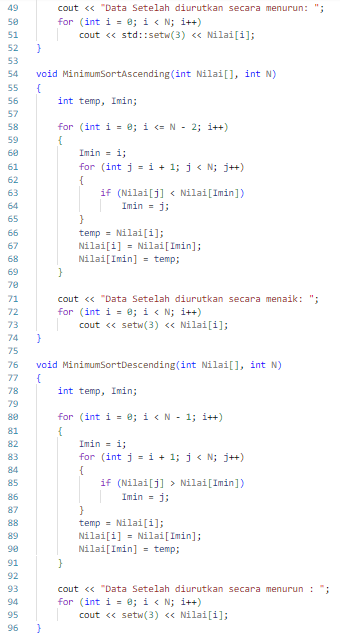 49 cout << "Data Setelah diurutkan secara menurun: ";
50 for (int i = 0; i < N; i++)
51 cout << std::setw(3) << Nilai[i];
52 }
53
54 void MinimumSortAscending(int Nilai[], int N)
55 {
56 int temp, Imin;
57
58 for (int i = 0; i <= N - 2; i++)
59 {
60 Imin = i;
61 for (int j = i + 1; j < N; j++)
62 {
63 if (Nilai[j] < Nilai[Imin])
64 Imin = j;
65 }
66 temp = Nilai[i];
67 Nilai[i] = Nilai[Imin];
68 Nilai[Imin] = temp;
69 }
70
71 cout << "Data Setelah diurutkan secara menaik: ";
72 for (int i = 0; i < N; i++)
73 cout << setw(3) << Nilai[i];
74 }
75
76 void MinimumSortDescending(int Nilai[], int N)
77 {
78 int temp, Imin;
79
80 for (int i = 0; i < N - 1; i++)
81 {
82 Imin = i;
83 for (int j = i + 1; j < N; j++)
84 {
85 if (Nilai[j] > Nilai[Imin])
86 Imin = j;
87 }
88 temp = Nilai[i];
89 Nilai[i] = Nilai[Imin];
90 Nilai[Imin] = temp;
91 }
92
93 cout << "Data Setelah diurutkan secara menurun : ";
94 for (int i = 0; i < N; i++)
95 cout << setw(3) << Nilai[i];
96 }